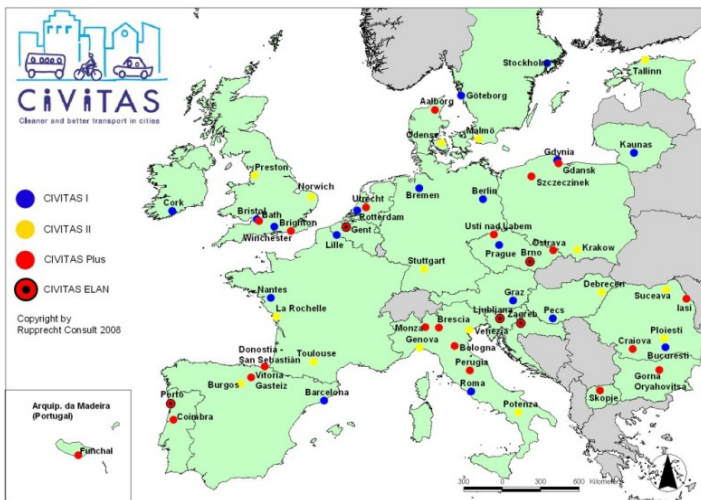 CiViTAS
Cleaner and better transport in cities
CIVITAS I
CIVITAS II
CIVITAS Plus
CIVITAS ELAN
Copyright by
Rupprecht Consult 2008
Stockholm
Tallinn
Göteborg
Aalborg
Odense
Malmö
Kaunas
Gdynia
Gdansk
Szczeczinek
Preston
Norwich
Cork
Bristol
Bath
Brighton
Winchester
Utrecht
Rotterdam
Gent
Lille
Bremen
Berlin
Usti nad Labem
Prague
Ostrava
Brno
Krakow
Stuttgart
Nantes
La Rochelle
Graz
Debrecen
Suceava
Iasi
Ljubljana
Zagreb
Pecs
Brescia
Monza
Venezia
Genova
Bologna
Ploiesti
Craiova
Bucuresti
Donostia
San Sebastián
Toulouse
Perugia
Roma
Gorna
Oryahovitsa
Vitoria
Gasteiz
Burgos
Barcelona
Skopje
Porto
Coimbra
Potenza
Arquip. da Madeira
(Portugal)
Funchal
300 0 300 600 Kilometer